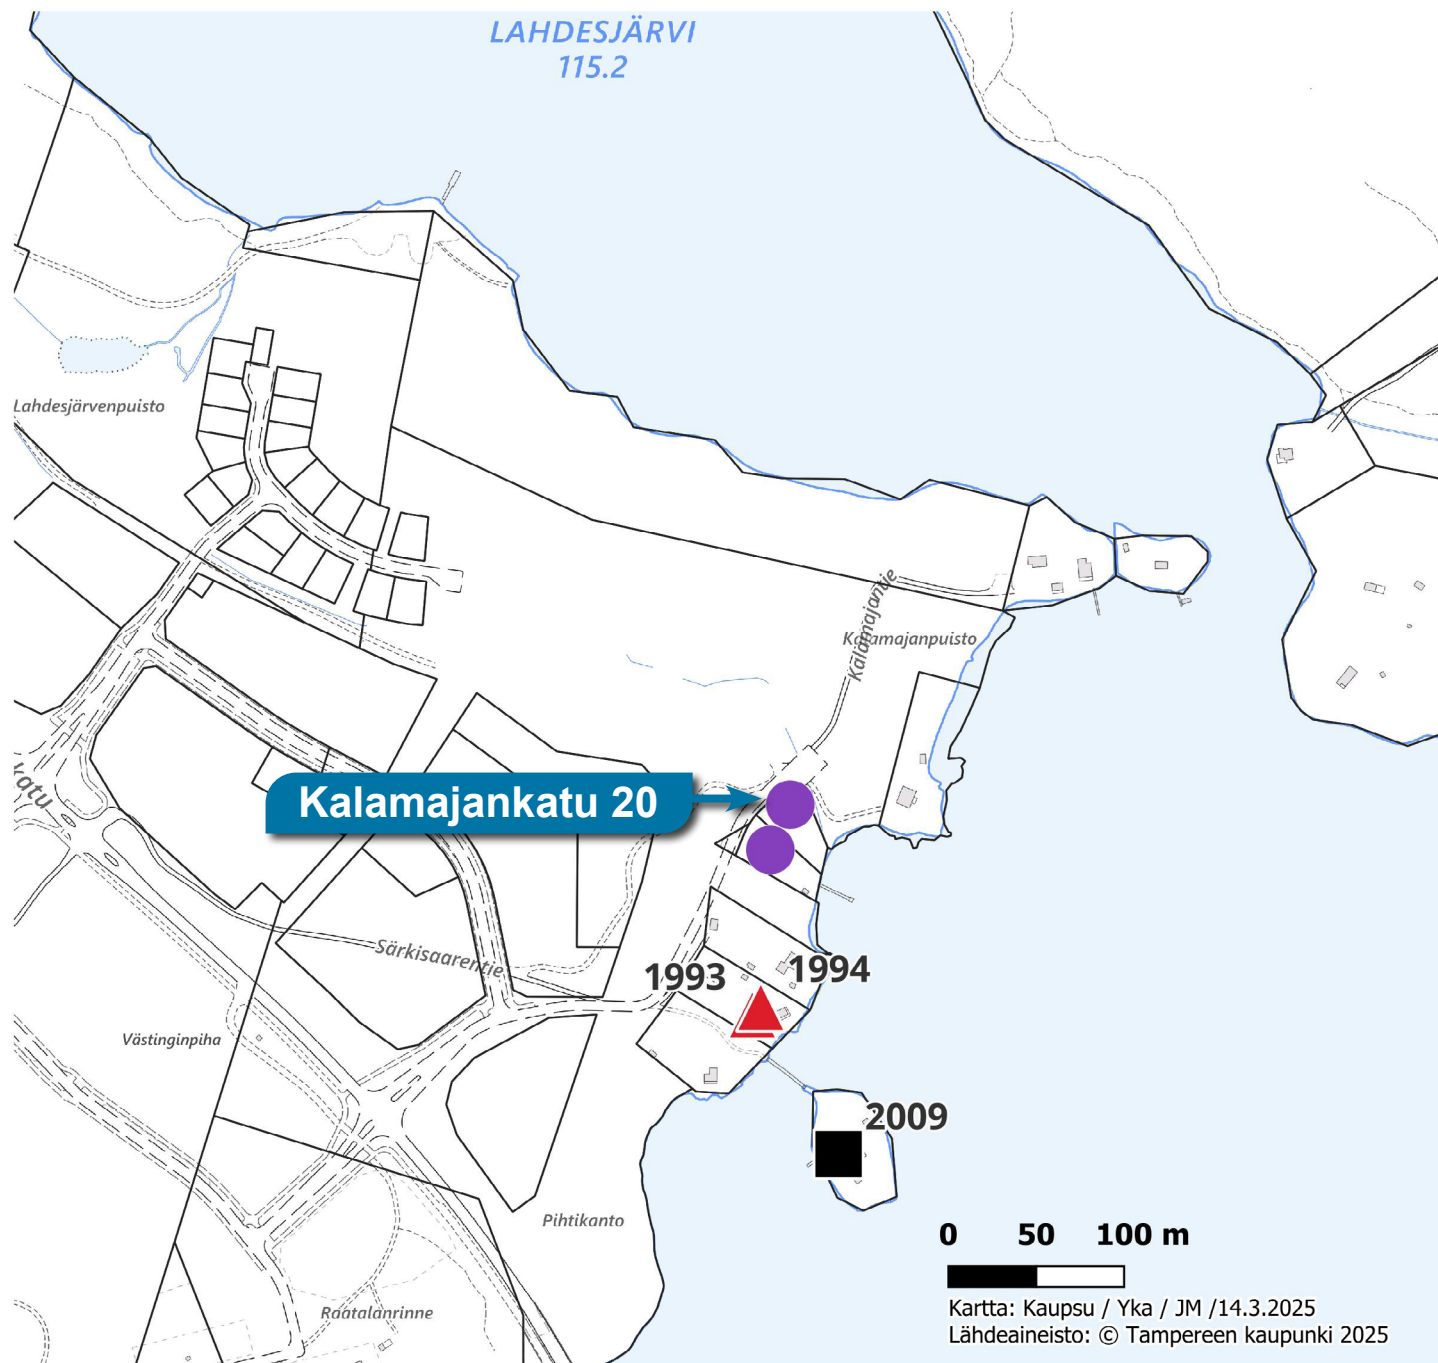 LAHDESJÄRVI
115.2
Lahdesjärvenpuisto
Kalamajantie
Kalamajanpuisto
katu
Kalamajankatu 20
Särkisaarentie
1993
1994
Västinginpiha
2009
Pihtikanto
Raatalanrinne
0 50 100 m
Kartta: Kaupsu / Yka / JM /14.3.2025
Lähdeaineisto: © Tampereen kaupunki 2025